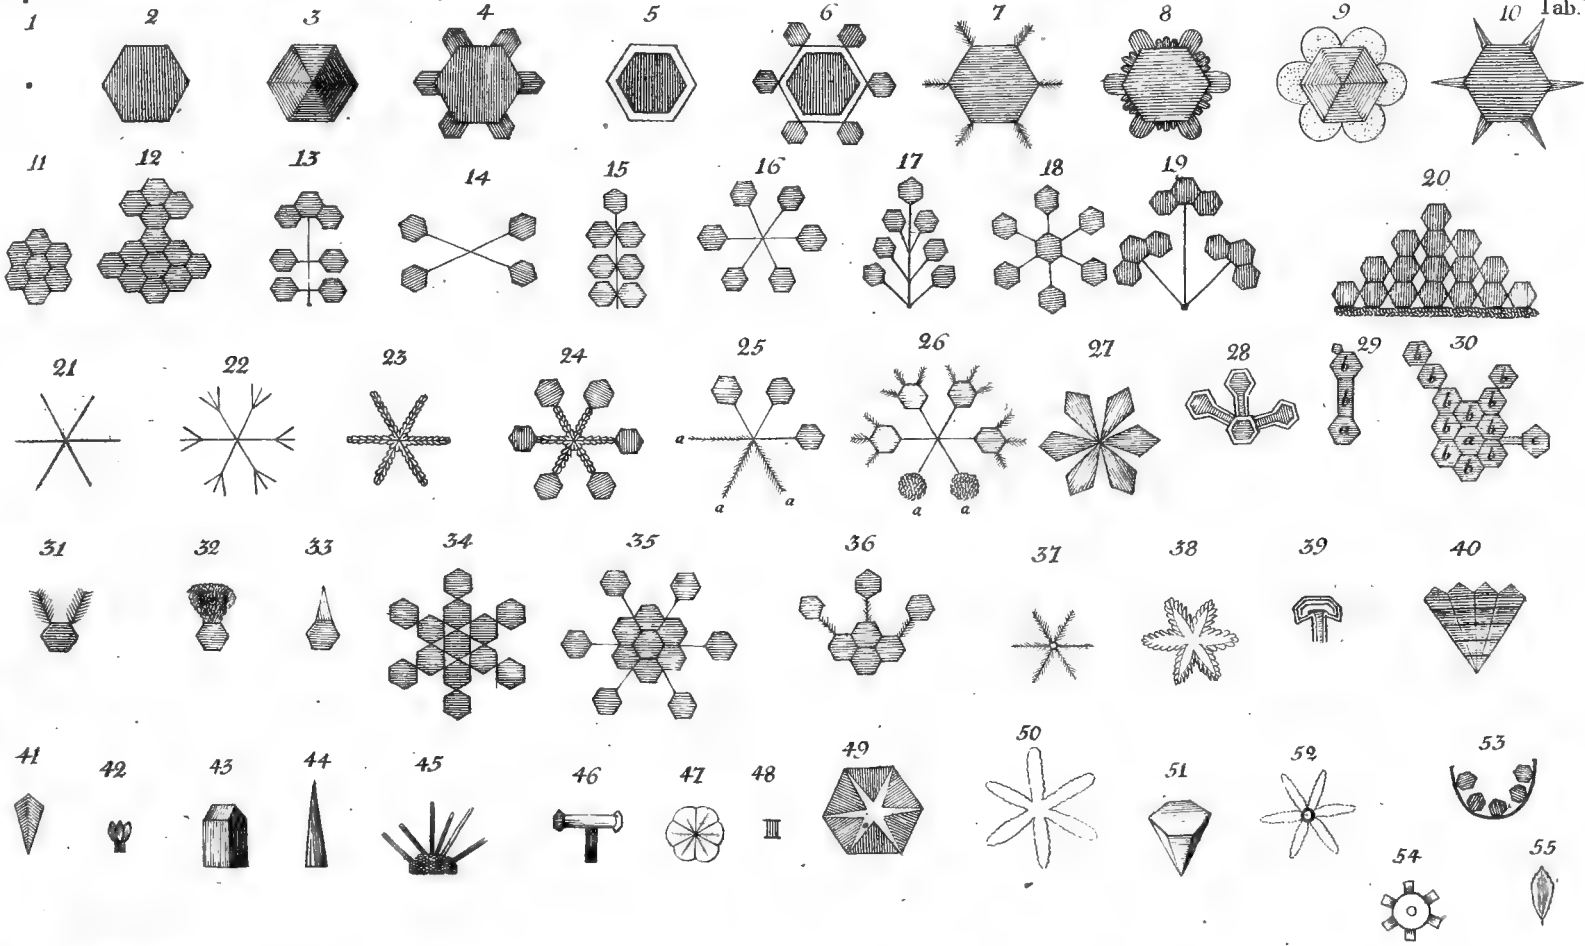 1 2 3 4 5 6 7 8 9 10 Tab.
11 12 13 14 15 16 17 18 19 20
21 22 23 24 25 26 27 28 29 30
a a a
a a
b b a
b b b b b b b a b b b b c
31 32 33 34 35 36 37 38 39 40
41 42 43 44 45 46 47 48 49 50 51 52 53
54 55